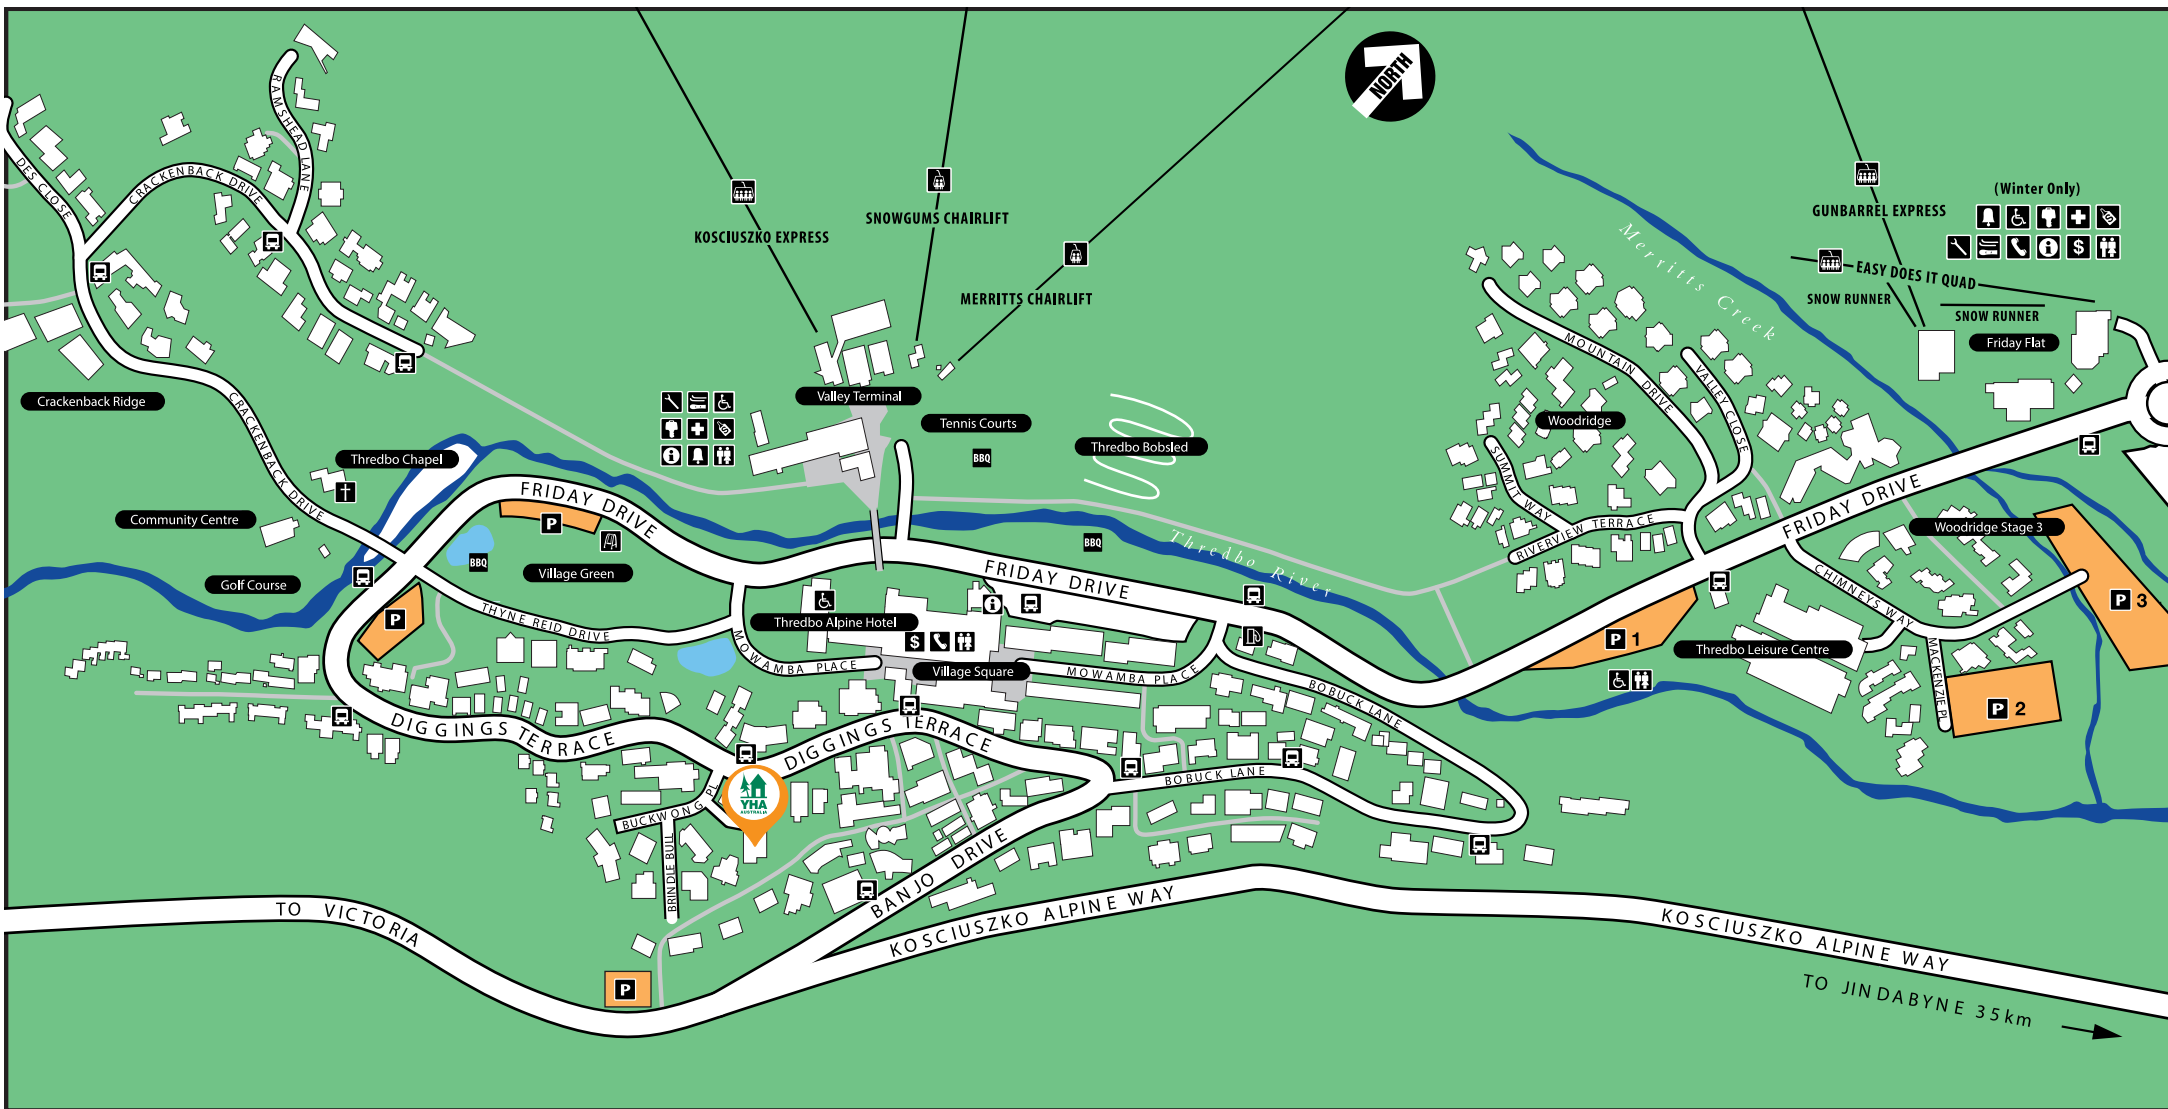 NORTH
RAMSHEAD LANE
DES CLOSE
CRACKENBACK DRIVE
KOSCIUSZKO EXPRESS
SNOWGUMS CHAIRLIFT
MERRITTS CHAIRLIFT
Merritts Creek
(Winter Only)
GUNBARREL EXPRESS
$
EASY DOES IT QUAD
SNOW RUNNER
SNOW RUNNER
Friday Flat
Crackenback Ridge
CRACKENBACK DRIVE
Valley Terminal
Tennis Courts
BBQ
Thredbo Bobsled
MOUNTAIN DRIVE
VALLEY CLOSE
Woodridge
SUMMIT WAY
RIVERVIEW TERRACE
Thredbo Chapel
Community Centre
Golf Course
FRIDAY DRIVE
P
BBQ
Village Green
P
THYNE REID DRIVE
BBQ
Thredbo River
FRIDAY DRIVE
FRIDAY DRIVE
Woodridge Stage 3
CHIMNEYS WAY
P 3
P 1
Thredbo Leisure Centre
MACKENZIE PL
P 2
Thredbo Alpine Hotel
$
MOWAMBA PLACE
Village Square
MOWAMBA PLACE
BOBUCK LANE
DIGGINGS TERRACE
DIGGINGS TERRACE
BOBUCK LANE
YHA
AUSTRALIA
BUCKWONG PL
BRINDLE BULL
BANJO DRIVE
TO VICTORIA
KOSCIUSZKO ALPINE WAY
KOSCIUSZKO ALPINE WAY
TO JINDABYNE 35km
P